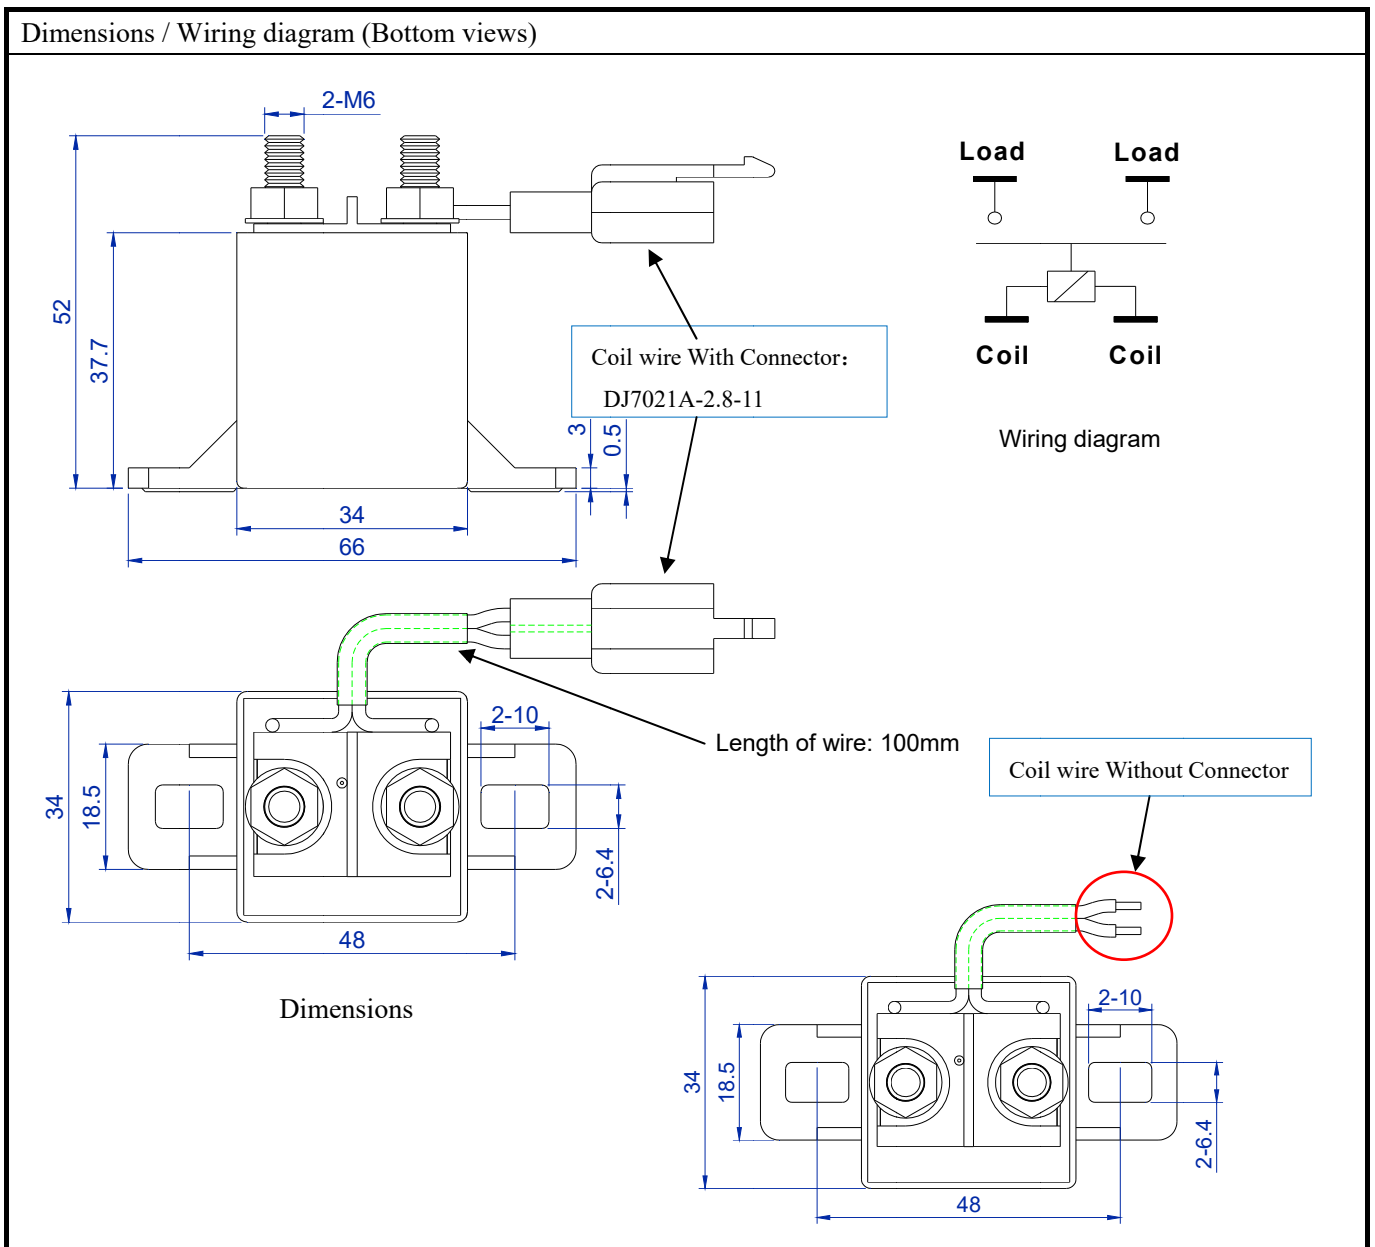 Dimensions / Wiring diagram (Bottom views)
2-M6
Load Load
52
37.7
Coil wire With Connector：
DJ7021A-2.8-11
Coil Coil
3
0.5
Wiring diagram
34
66
2-10
Length of wire: 100mm
Coil wire Without Connector
34
18.5
2-6.4
48
Dimensions
2-10
34
18.5
2-6.4
48